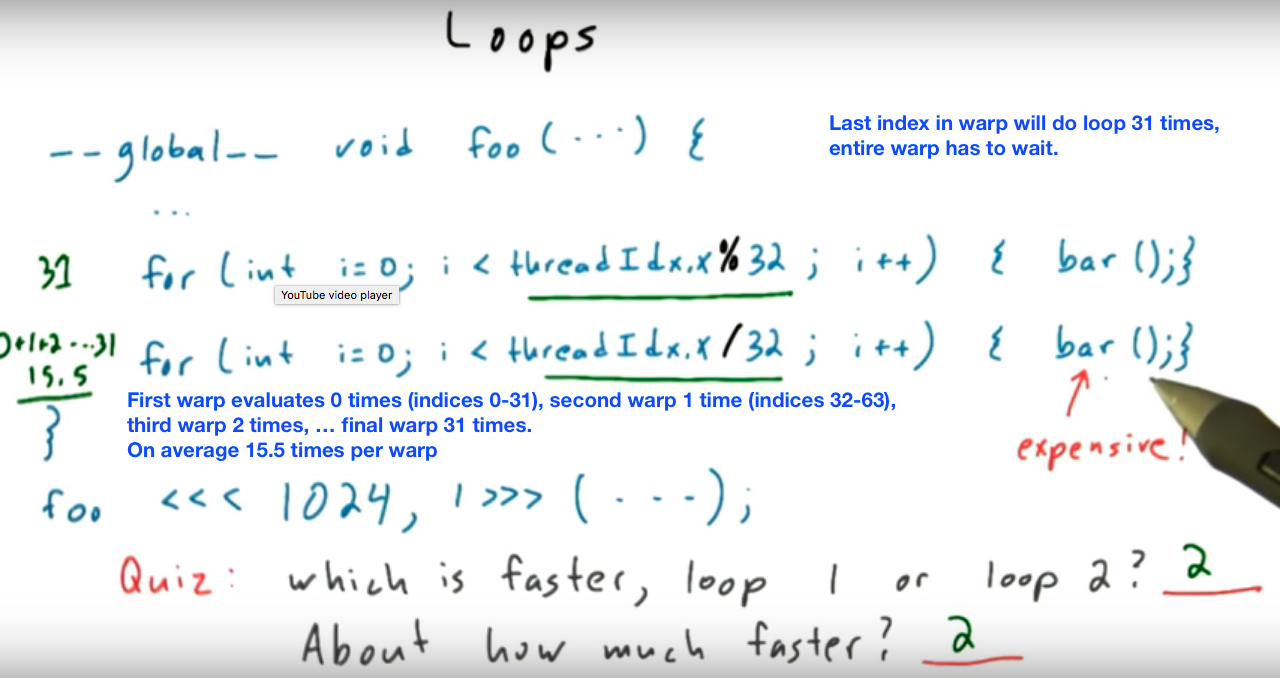 Loops
--global-- void foo (...) {
Last index in warp will do loop 31 times,
entire warp has to wait.
...
31 for (int i=0; i < threadIdx.x % 32 ; i++) { bar ();}
YouTube video player
0+1+2...31 for (int i=0; i < threadIdx.x / 32 ; i++) { bar ();}
15.5
First warp evaluates 0 times (indices 0-31), second warp 1 time (indices 32-63),
third warp 2 times, … final warp 31 times.
On average 15.5 times per warp
}
expensive!
foo <<< 1024, 1 >>> (---);
Quiz: which is faster, loop 1 or loop 2? 2
About how much faster? 2